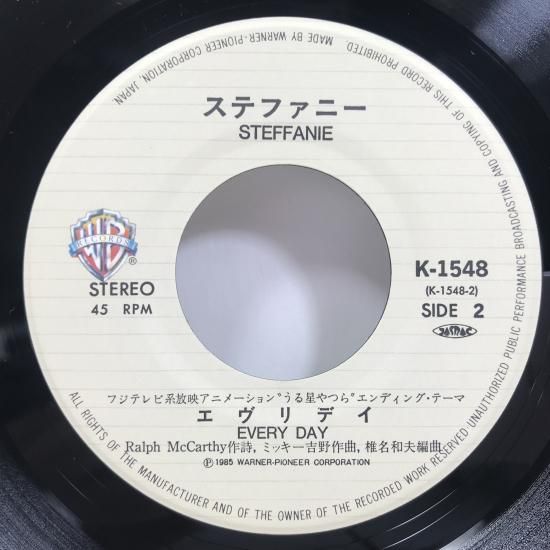 ステファニー
STEFFANIE
WB
RECORDS
®
STEREO
45 RPM
K-1548
(K-1548-2)
SIDE 2
JASRAC
フジテレビ系放映アニメーション"うる星やつら"エンディング・テーマ
エヴリデイ
EVERY DAY
Ralph McCarthy作詩, ミッキー吉野作曲, 椎名和夫編曲
Ⓟ1985 WARNER-PIONEER CORPORATION
ALL RIGHTS OF THE MANUFACTURER AND OF THE OWNER OF THE RECORDED WORK RESERVED·UNAUTHORIZED PUBLIC PERFORMANCE BROADCASTING AND COPYING OF THIS RECORD PROHIBITED. MADE BY WARNER-PIONEER CORPORATION, JAPAN.